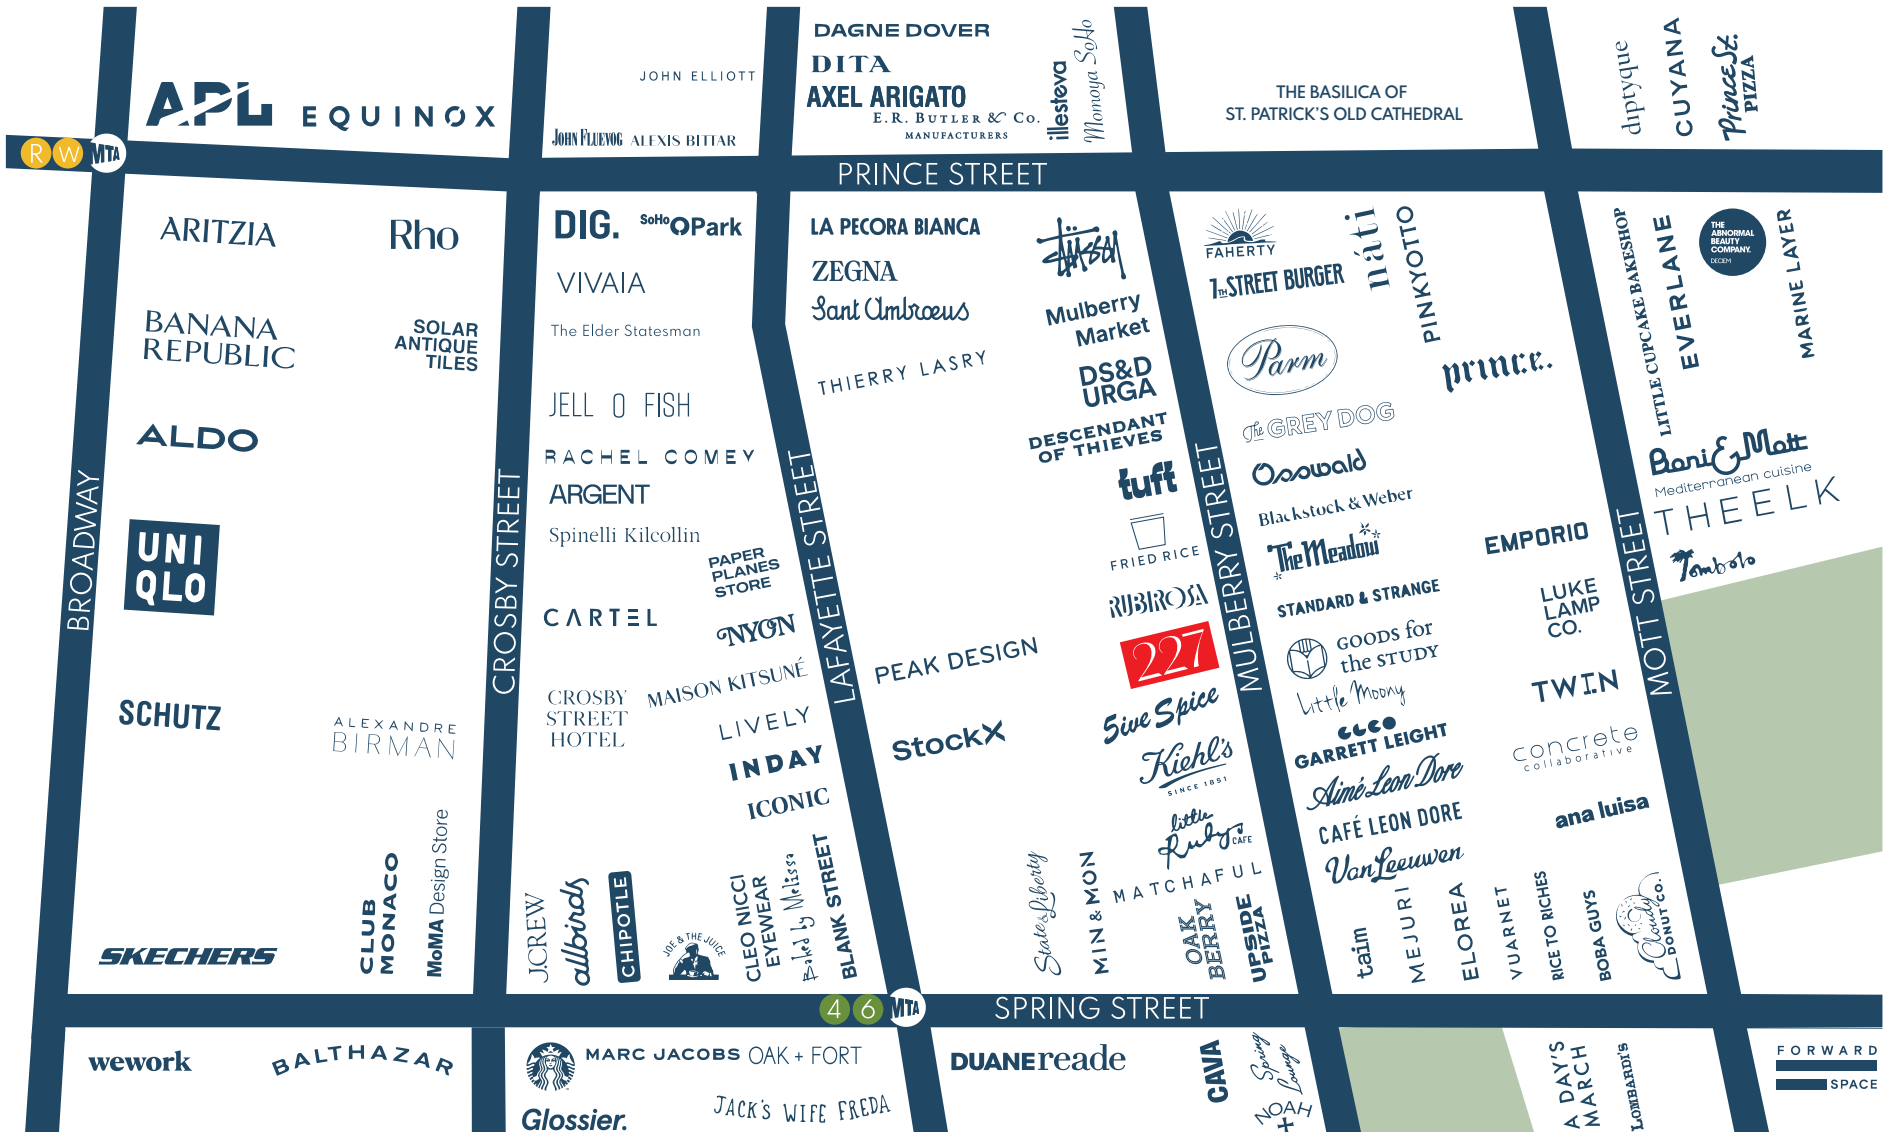 APL
EQUINOX
JOHN ELLIOTT
JOHN FLUEVOG
ALEXIS BITTAR
DAGNE DOVER
DITA
AXEL ARIGATO
E.R. BUTLER & CO.
MANUFACTURERS
illesteva
Momoya SoHo
THE BASILICA OF
ST. PATRICK'S OLD CATHEDRAL
diptyque
CUYANA
Prince St.
PIZZA
R
W
MTA
PRINCE STREET
BROADWAY
ARITZIA
Rho
BANANA
REPUBLIC
SOLAR
ANTIQUE
TILES
ALDO
UNI
QLO
SCHUTZ
ALEXANDRE
BIRMAN
CLUB
MONACO
MoMA Design Store
SKECHERS
CROSBY STREET
DIG.
SoHo Park
VIVAIA
The Elder Statesman
JELL O FISH
RACHEL COMEY
ARGENT
Spinelli Kilcollin
PAPER
PLANES
STORE
CARTEL
NYON
CROSBY
STREET
HOTEL
MAISON KITSUNÉ
LIVELY
INDAY
ICONIC
JCREW
allbirds
CHIPOTLE
JOE & THE JUICE
CLEO NICCI
EYEWEAR
Baked by Melissa
BLANK STREET
LAFAYETTE STREET
LA PECORA BIANCA
ZEGNA
Sant Ambroeus
THIERRY LASRY
Stüssy
Mulberry
Market
DS&D
URGA
DESCENDANT
OF THIEVES
tuft
FRIED RICE
RUBIROSA
227
PEAK DESIGN
5ive Spice
StockX
Kiehl's
SINCE 1851
little
Ruby's
CAFE
MATCHAFUL
State & Liberty
MIN & MON
OAK
BERRY
UPSIDE
PIZZA
MULBERRY STREET
FAHERTY
7TH STREET BURGER
náti
PINKYOTTO
Parm
prince.
The GREY DOG
Osswald
Blackstock & Weber
The Meadow
EMPORIO
STANDARD & STRANGE
LUKE
LAMP
CO.
GOODS for
the STUDY
Little Moony
TWIN
GLCO
GARRETT LEIGHT
concrete
collaborative
Aimé Leon Dore
CAFÉ LEON DORE
ana luisa
Van Leeuwen
taim
MEJURI
ELOREA
VUARNET
RICE TO RICHES
BOBA GUYS
Cloudy
DONUT CO.
MOTT STREET
LITTLE CUPCAKE BAKESHOP
EVERLANE
THE
ABNORMAL
BEAUTY
COMPANY.
DECIEM
MARINE LAYER
Bani & Mott
Mediterranean cuisine
THEELK
Tombolo
4
6
MTA
SPRING STREET
wework
BALTHAZAR
MARC JACOBS
OAK + FORT
Glossier.
JACK'S WIFE FREDA
DUANEreade
CAVA
Spring
Lounge
NOAH
A DAY'S
MARCH
LOMBARDI'S
FORWARD
SPACE